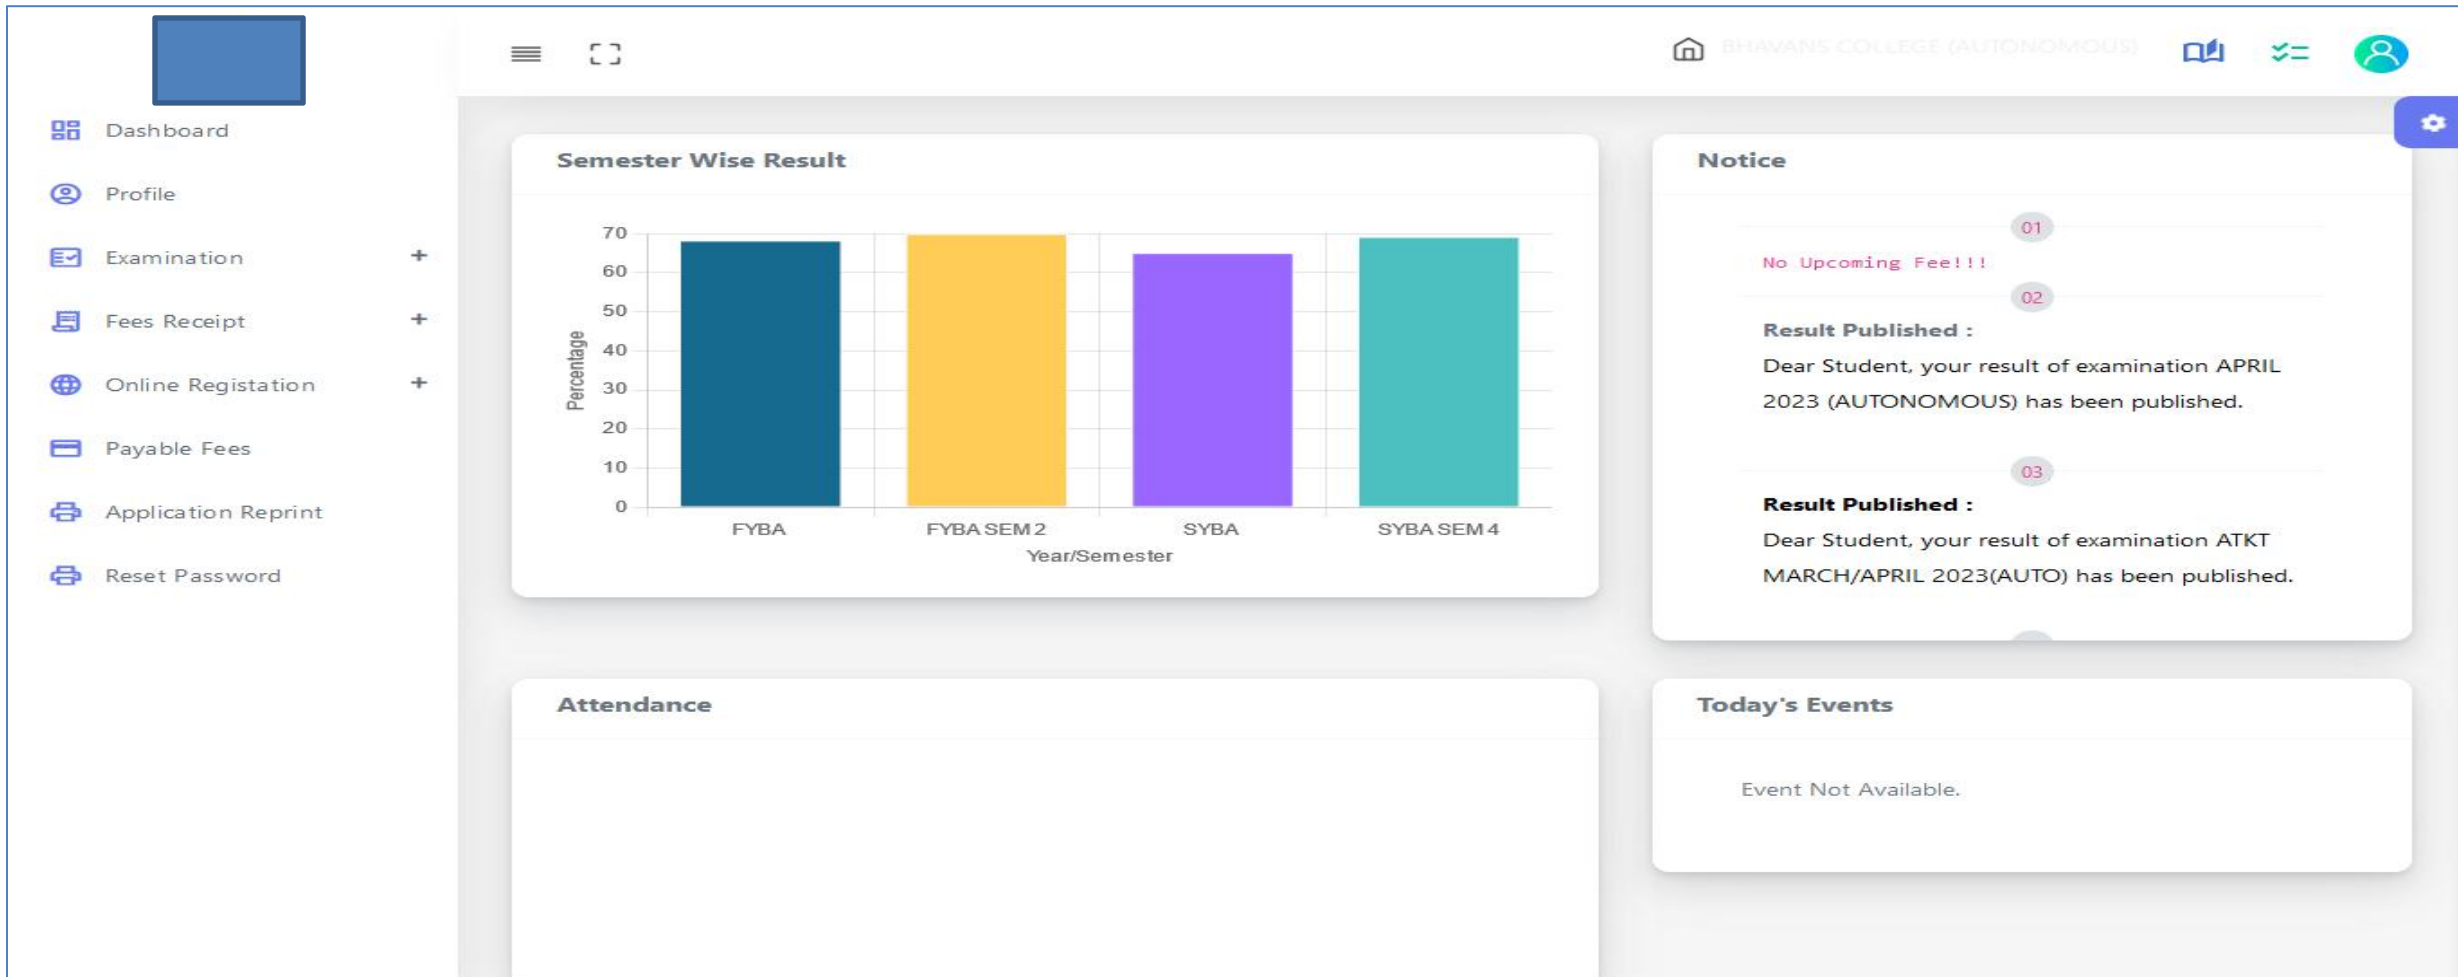 BHAVANS COLLEGE (AUTONOMOUS)
Dashboard
Profile
Examination +
Fees Receipt +
Online Registation +
Payable Fees
Application Reprint
Reset Password
Semester Wise Result
70
60
50
40
30
20
10
0
Percentage
FYBA FYBA SEM 2 SYBA SYBA SEM 4
Year/Semester
Notice
01
No Upcoming Fee!!!
02
Result Published :
Dear Student, your result of examination APRIL
2023 (AUTONOMOUS) has been published.
03
Result Published :
Dear Student, your result of examination ATKT
MARCH/APRIL 2023(AUTO) has been published.
Attendance
Today's Events
Event Not Available.